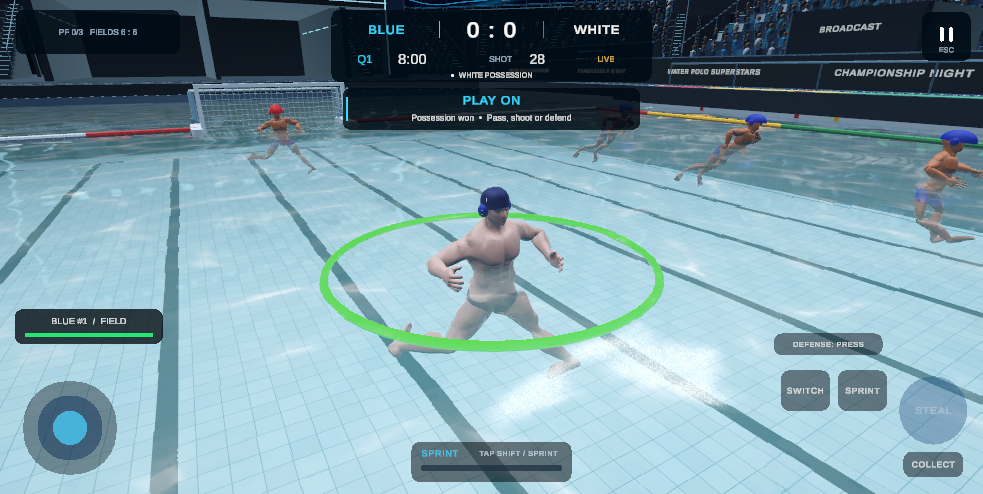 PF 0/3 FIELDS 6 : 6
BLUE 0 : 0 WHITE
Q1 8:00 SHOT 28 LIVE
• WHITE POSSESSION
ESC
BROADCAST
WATER POLO SUPERSTARS
CHAMPIONSHIP NIGHT
PLAY ON
Possession won • Pass, shoot or defend
BLUE #1 / FIELD
DEFENSE: PRESS
SWITCH
SPRINT
STEAL
SPRINT TAP SHIFT / SPRINT
COLLECT